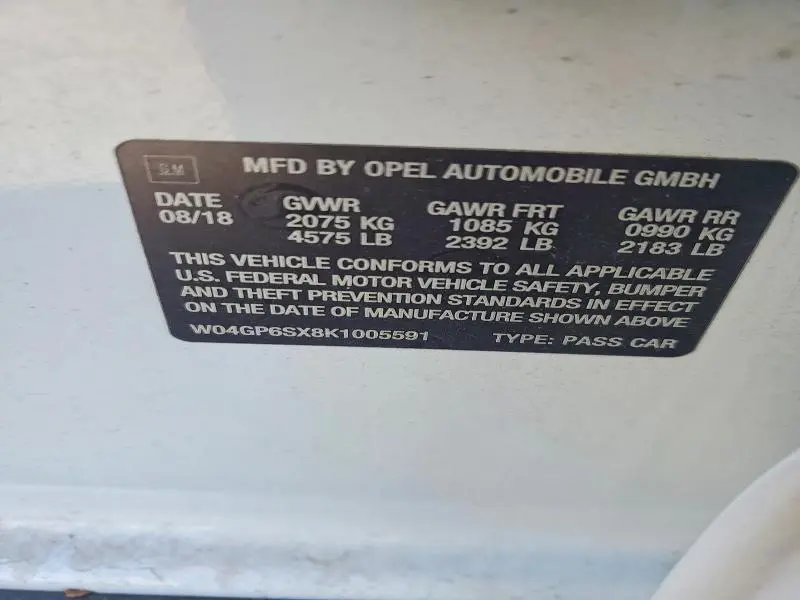 GM
MFD BY OPEL AUTOMOBILE GMBH
DATE GVWR GAWR FRT GAWR RR
08/18 2075 KG 1085 KG 0990 KG
4575 LB 2392 LB 2183 LB
THIS VEHICLE CONFORMS TO ALL APPLICABLE
U.S. FEDERAL MOTOR VEHICLE SAFETY, BUMPER
AND THEFT PREVENTION STANDARDS IN EFFECT
ON THE DATE OF MANUFACTURE SHOWN ABOVE
W04GP6SX8K1005591 TYPE: PASS CAR